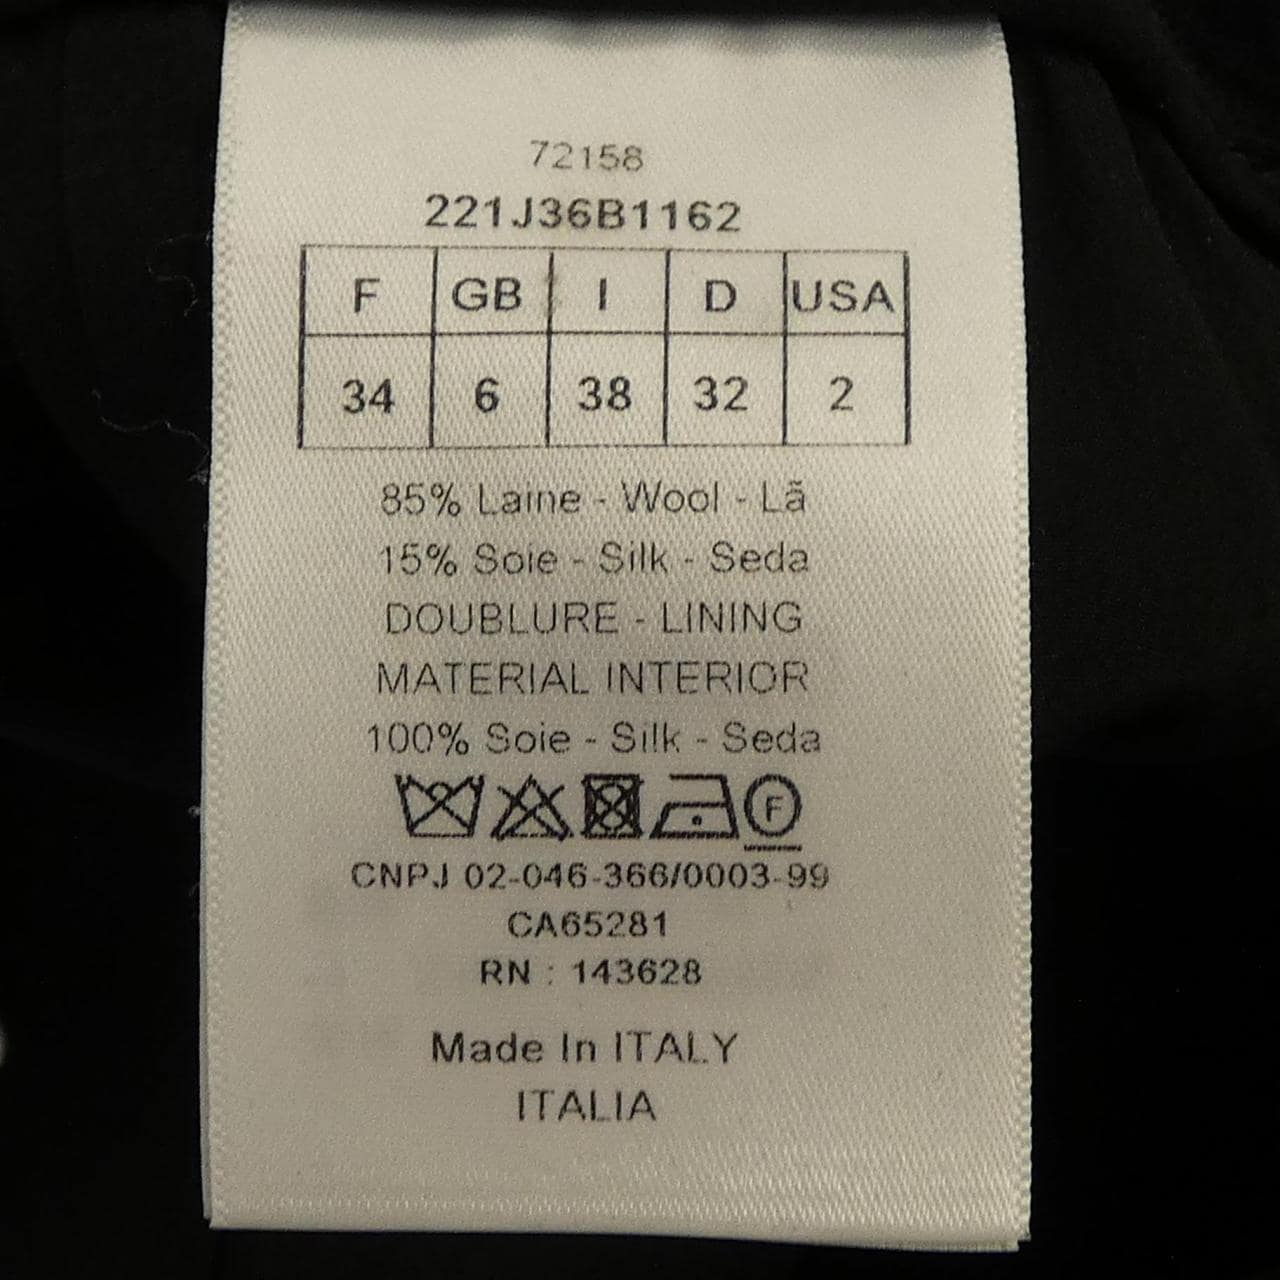 72158
221J36B1162
F GB I D USA
34 6 38 32 2
85% Laine - Wool - Lã
15% Soie - Silk - Seda
DOUBLURE - LINING
MATERIAL INTERIOR
100% Soie - Silk - Seda
F
CNPJ 02-046-366/0003-99
CA65281
RN : 143628
Made In ITALY
ITALIA